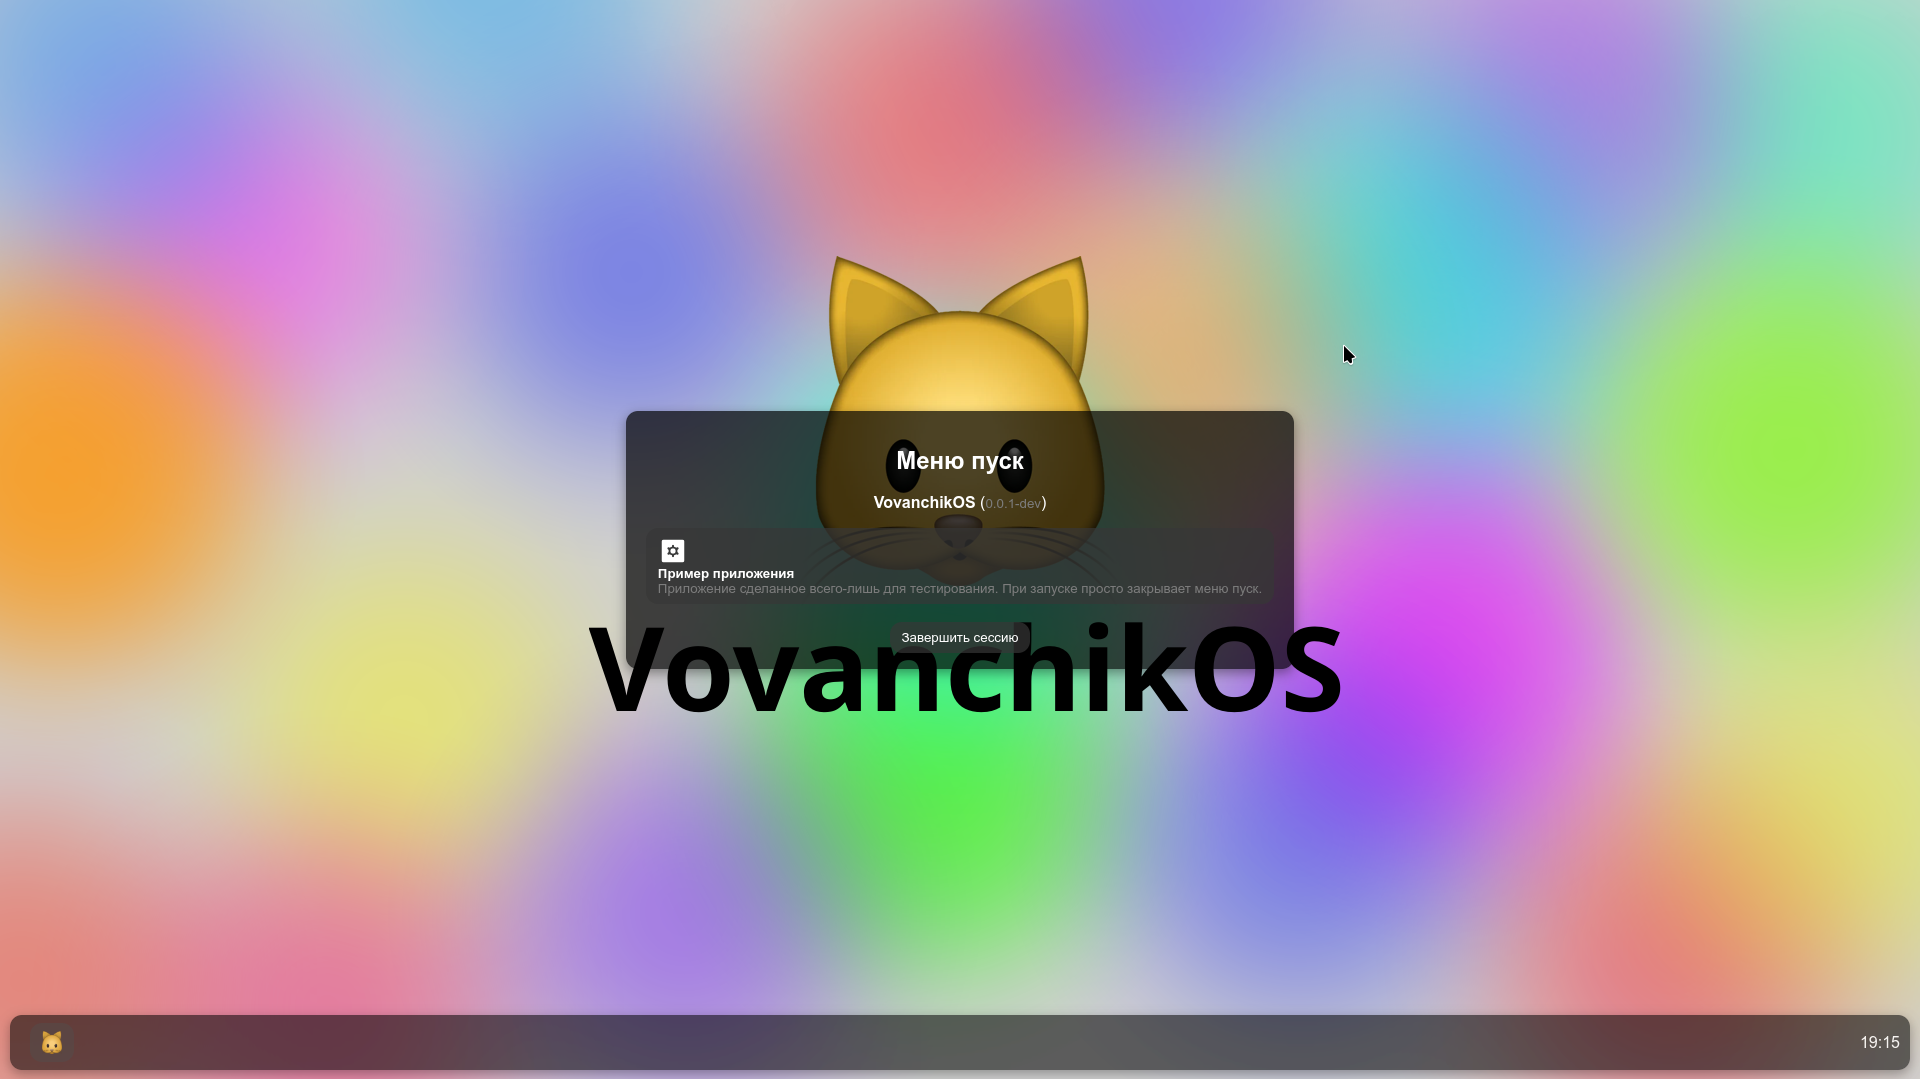 Меню пуск
VovanchikOS (0.0.1-dev)
Пример приложения
Приложение сделанное всего-лишь для тестирования. При запуске просто закрывает меню пуск.
Завершить сессию
VovanchikOS
19:15